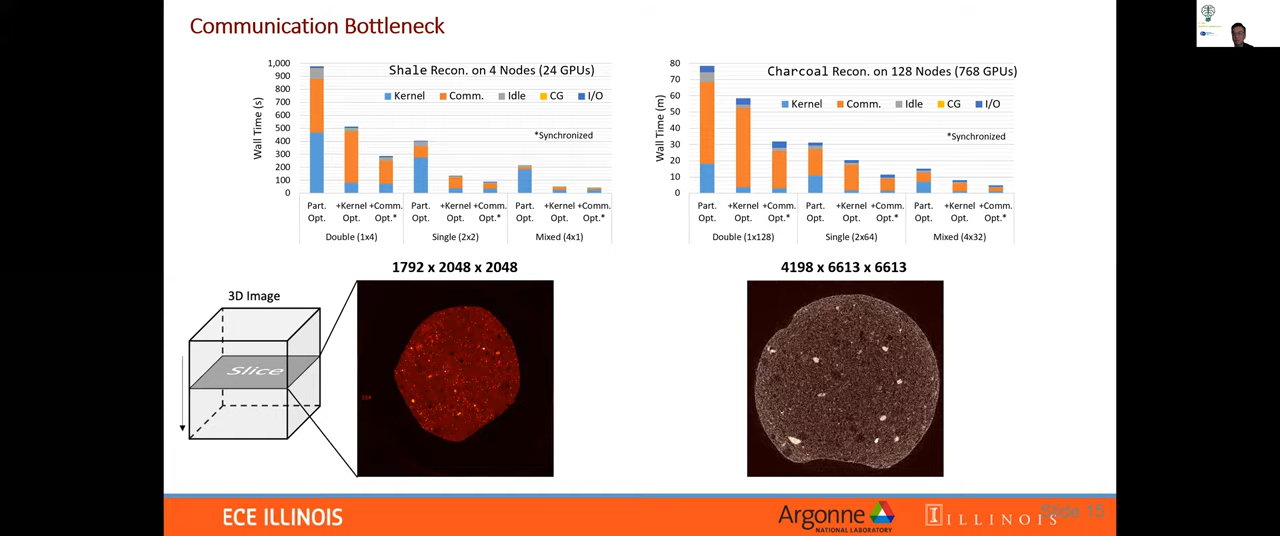 Communication Bottleneck
Shale Recon. on 4 Nodes (24 GPUs)
Kernel Comm. Idle CG I/O
*Synchronized
Wall Time (s)
1,000
900
800
700
600
500
400
300
200
100
0
Part. Opt. +Kernel Opt. +Comm. Opt.* Part. Opt. +Kernel Opt. +Comm. Opt.* Part. Opt. +Kernel Opt. +Comm. Opt.*
Double (1x4) Single (2x2) Mixed (4x1)
Charcoal Recon. on 128 Nodes (768 GPUs)
Kernel Comm. Idle CG I/O
*Synchronized
Wall Time (m)
80
70
60
50
40
30
20
10
0
Part. Opt. +Kernel Opt. +Comm. Opt.* Part. Opt. +Kernel Opt. +Comm. Opt.* Part. Opt. +Kernel Opt. +Comm. Opt.*
Double (1x128) Single (2x64) Mixed (4x32)
1792 x 2048 x 2048
4198 x 6613 x 6613
3D Image
Slice
ECE ILLINOIS
Argonne
NATIONAL LABORATORY
I ILLINOIS
Slide 15